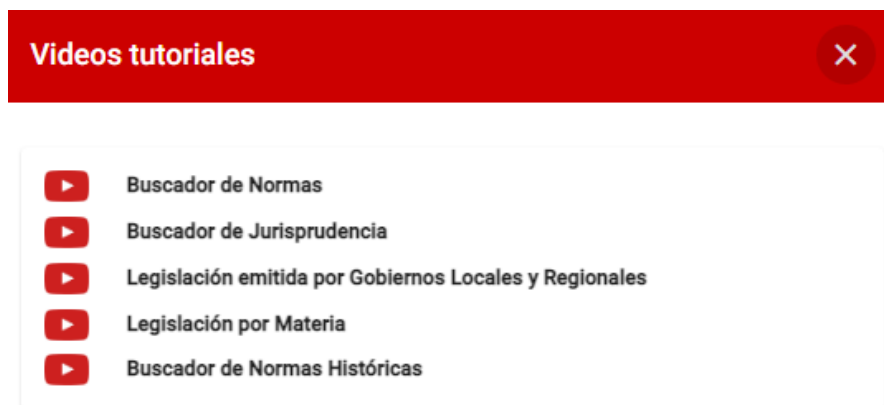 Videos tutoriales
Buscador de Normas
Buscador de Jurisprudencia
Legislación emitida por Gobiernos Locales y Regionales
Legislación por Materia
Buscador de Normas Históricas